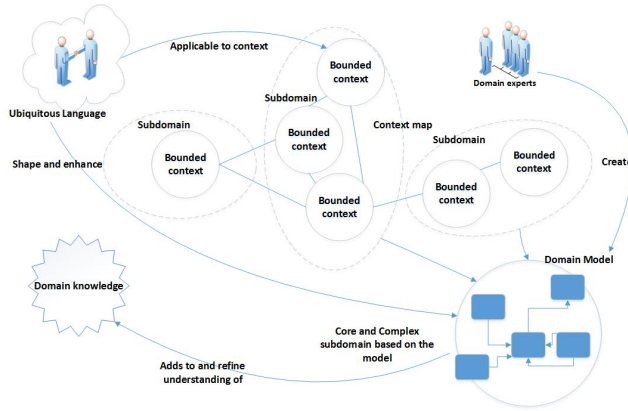 Applicable to context
Bounded
context
Domain experts
Ubiquitous Language
Subdomain
Bounded
context
Context map
Subdomain
Subdomain
Shape and enhance
Bounded
context
Bounded
context
Bounded
context
Bounded
context
Create
Domain Model
Domain knowledge
Core and Complex
subdomain based on the
model
Adds to and refine
understanding of